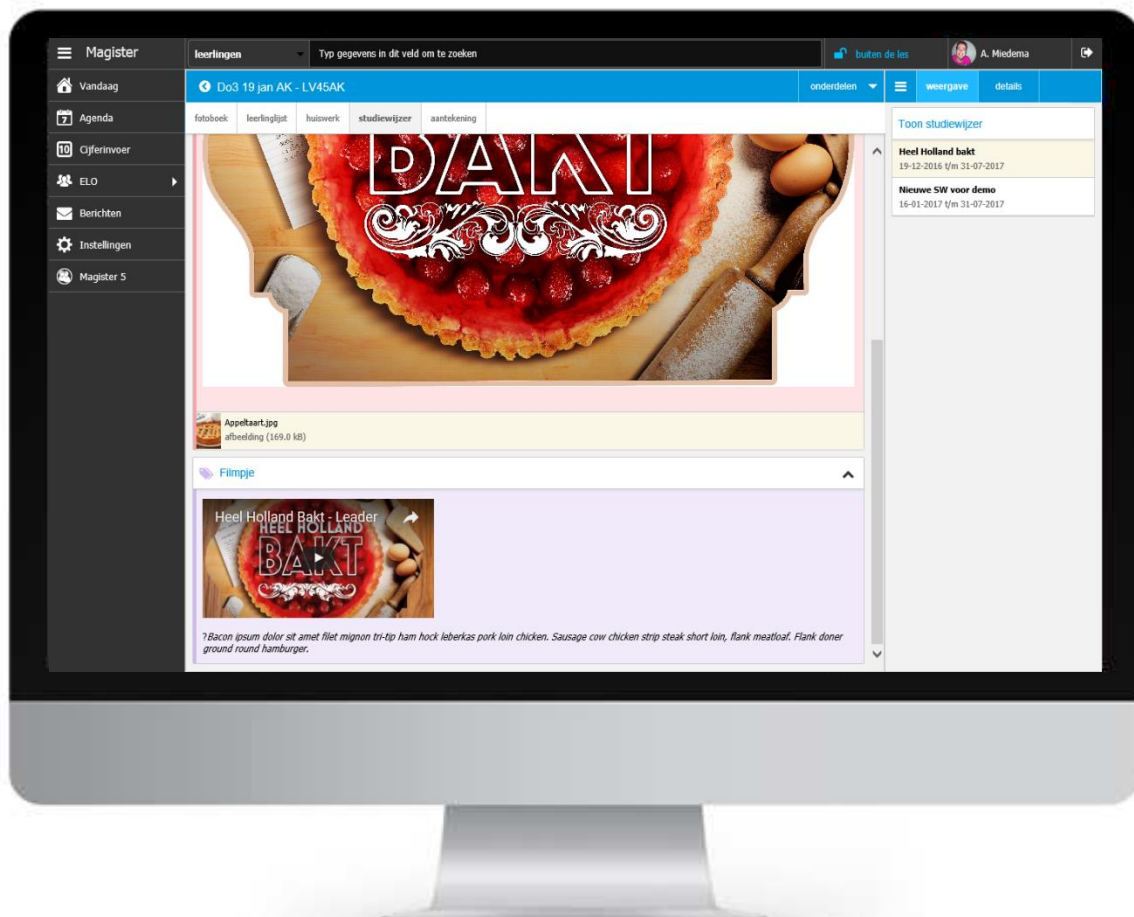 Magister
leerlingen
Typ gegevens in dit veld om te zoeken
buiten de les
A. Miedema
Vandaag
7 Agenda
10 Cijferinvoer
ELO
Berichten
Instellingen
Magister 5
Do3 19 jan AK - LV45AK
onderdelen
fotoboek leerlinglijst huiswerk studiewijzer aantekening
BAKT
Appeltaart.jpg
afbeelding (169.0 kB)
Filmpje
Heel Holland Bakt - Leader
HEEL HOLLAND
BAKT
?Bacon ipsum dolor sit amet filet mignon tri-tip ham hock leberkas pork loin chicken. Sausage cow chicken strip steak short loin, flank meatloaf. Flank doner
ground round hamburger.
weergave details
Toon studiewijzer
Heel Holland bakt
19-12-2016 t/m 31-07-2017
Nieuwe SW voor demo
16-01-2017 t/m 31-07-2017